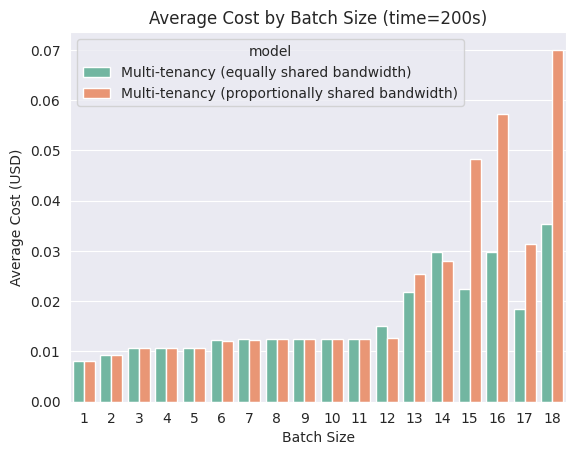 Average Cost by Batch Size (time=200s)
model
Multi-tenancy (equally shared bandwidth)
Multi-tenancy (proportionally shared bandwidth)
Average Cost (USD)
0.07
0.06
0.05
0.04
0.03
0.02
0.01
0.00
1 2 3 4 5 6 7 8 9 10 11 12 13 14 15 16 17 18
Batch Size